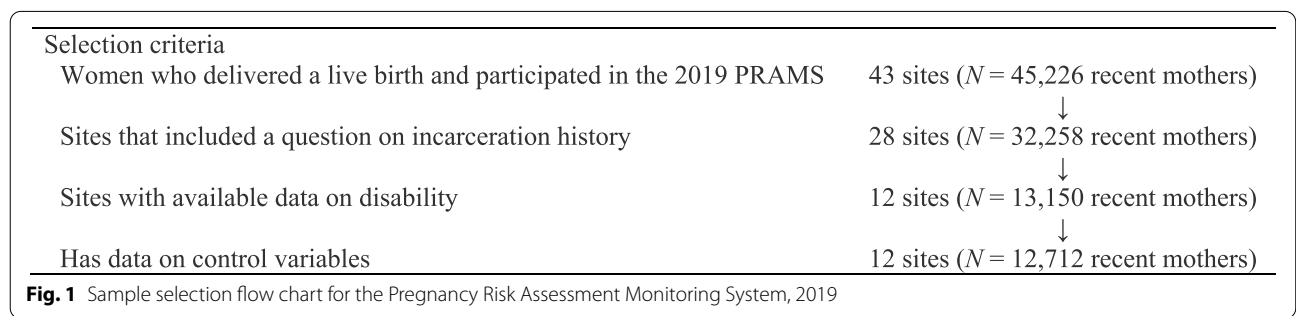 Selection criteria
Women who delivered a live birth and participated in the 2019 PRAMS 43 sites (N = 45,226 recent mothers)
↓
Sites that included a question on incarceration history 28 sites (N = 32,258 recent mothers)
↓
Sites with available data on disability 12 sites (N = 13,150 recent mothers)
↓
Has data on control variables 12 sites (N = 12,712 recent mothers)
Fig. 1 Sample selection flow chart for the Pregnancy Risk Assessment Monitoring System, 2019